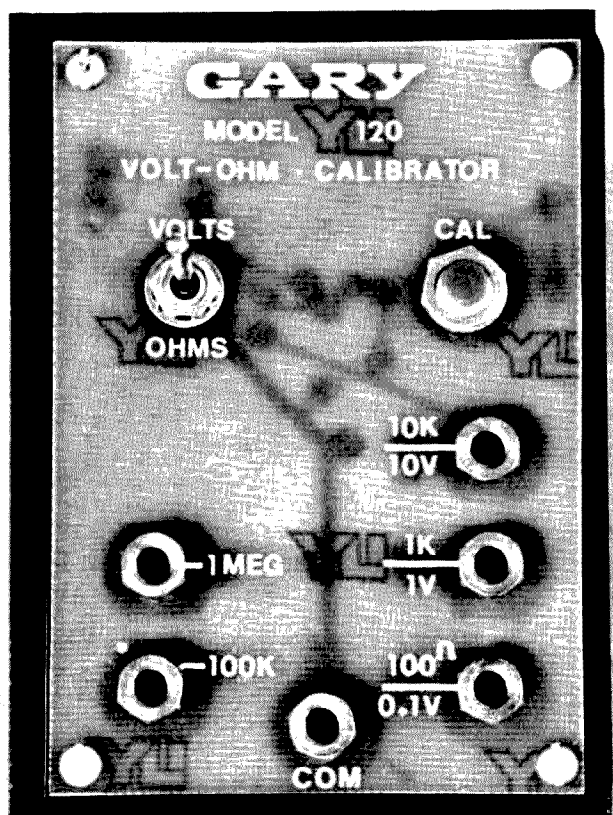 GARY
MODEL 120
VOLT-OHM - CALIBRATOR
VOLTS
CAL
OHMS
10K
10V
1MEG
1K
1V
100K
100Ω
0.1V
COM